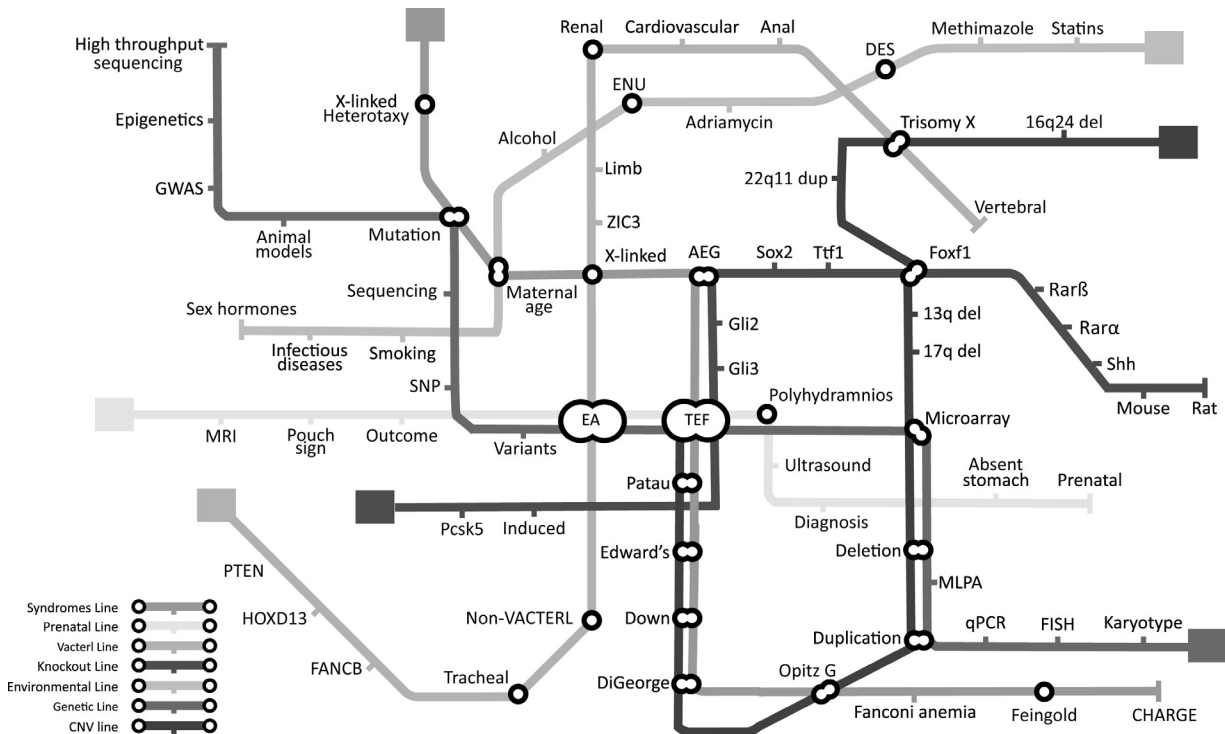 Renal
Cardiovascular
Anal
Methimazole
Statins
High throughput
sequencing
DES
ENU
X-linked
Heterotaxy
Epigenetics
Adriamycin
Trisomy X
16q24 del
Alcohol
Limb
22q11 dup
GWAS
Vertebral
ZIC3
Animal
models
Mutation
X-linked
AEG
Sox2
Ttf1
Foxf1
Maternal
age
Sequencing
Rarß
Sex hormones
13q del
Gli2
Rarα
Infectious
diseases
Smoking
17q del
Gli3
Shh
SNP
Polyhydramnios
Mouse
Rat
EA
TEF
Microarray
MRI
Pouch
sign
Outcome
Variants
Ultrasound
Absent
stomach
Prenatal
Patau
Pcsk5
Induced
Diagnosis
Edward's
Deletion
PTEN
MLPA
Syndromes Line
HOXD13
Non-VACTERL
Down
Duplication
qPCR
FISH
Karyotype
Prenatal Line
Vacterl Line
Knockout Line
FANCB
Tracheal
DiGeorge
Opitz G
Environmental Line
Genetic Line
CNV line
Fanconi anemia
Feingold
CHARGE